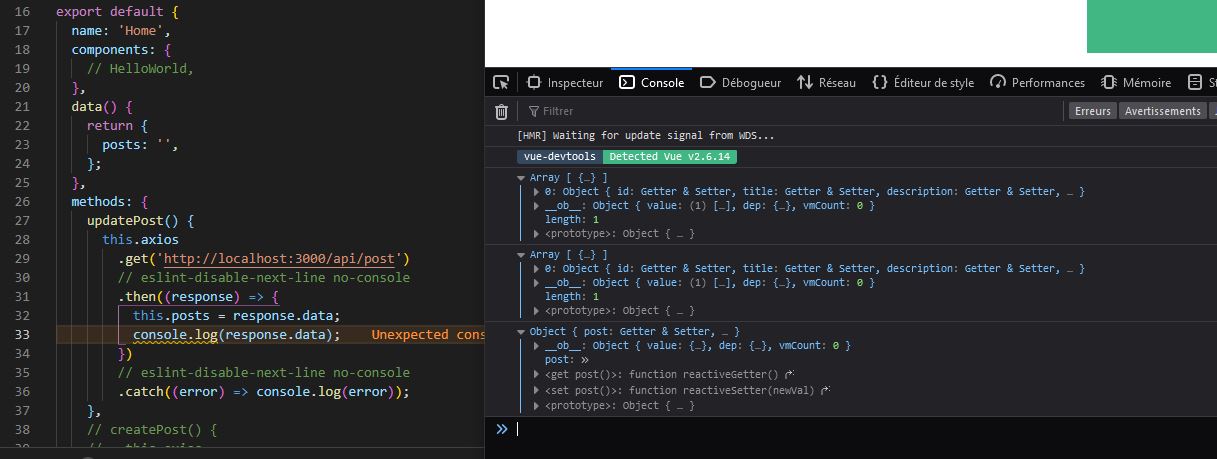 16 export default {
17 name: 'Home',
18 components: {
19 // HelloWorld,
20 },
21 data() {
22 return {
23 posts: '',
24 };
25 },
26 methods: {
27 updatePost() {
28 this.axios
29 .get('http://localhost:3000/api/post')
30 // eslint-disable-next-line no-console
31 .then((response) => {
32 this.posts = response.data;
33 console.log(response.data); Unexpected cons
34 })
35 // eslint-disable-next-line no-console
36 .catch((error) => console.log(error));
37 },
38 // createPost() {
Inspecteur Console Débogueur Réseau {} Éditeur de style Performances Mémoire St
Filtrer Erreurs Avertissements
[HMR] Waiting for update signal from WDS...
vue-devtools Detected Vue v2.6.14
Array [ {…} ]
0: Object { id: Getter & Setter, title: Getter & Setter, description: Getter & Setter, … }
__ob__: Object { value: (1) […], dep: {…}, vmCount: 0 }
length: 1
<prototype>: Object { … }
Array [ {…} ]
0: Object { id: Getter & Setter, title: Getter & Setter, description: Getter & Setter, … }
__ob__: Object { value: (1) […], dep: {…}, vmCount: 0 }
length: 1
<prototype>: Object { … }
Object { post: Getter & Setter, … }
__ob__: Object { value: {…}, dep: {…}, vmCount: 0 }
post: »
<get post()>: function reactiveGetter()
<set post()>: function reactiveSetter(newVal)
<prototype>: Object { … }
»